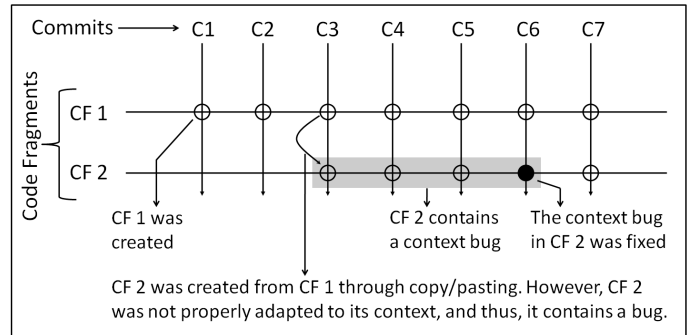 Commits C1 C2 C3 C4 C5 C6 C7
Code Fragments
CF 1
CF 2
CF 1 was
created
CF 2 contains
a context bug
The context bug
in CF 2 was fixed
CF 2 was created from CF 1 through copy/pasting. However, CF 2
was not properly adapted to its context, and thus, it contains a bug.